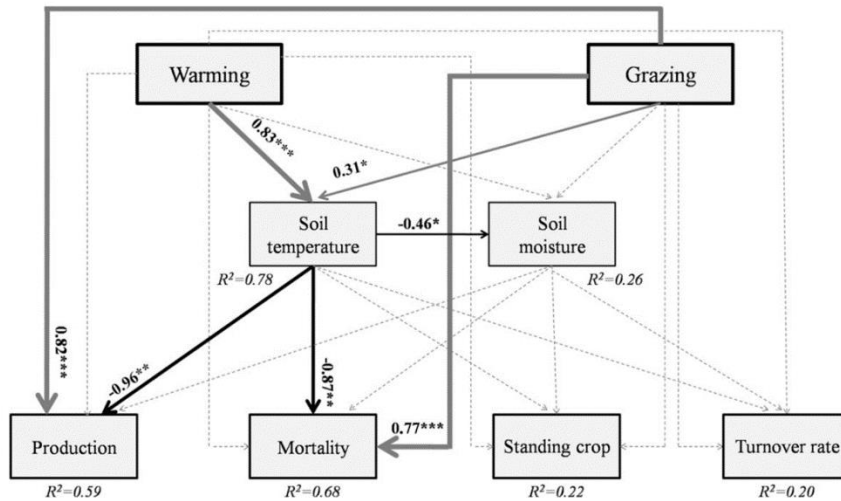 Warming
Grazing
0.83***
0.31*
Soil
temperature
-0.46*
Soil
moisture
R²=0.78
R²=0.26
0.82***
-0.96**
-0.87**
0.77***
Production
Mortality
Standing crop
Turnover rate
R²=0.59
R²=0.68
R²=0.22
R²=0.20